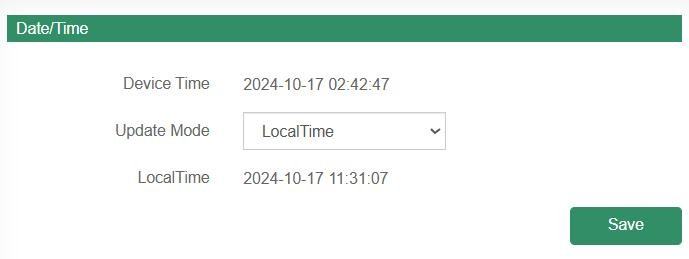 Date/Time
Device Time 2024-10-17 02:42:47
Update Mode LocalTime
LocalTime 2024-10-17 11:31:07
Save